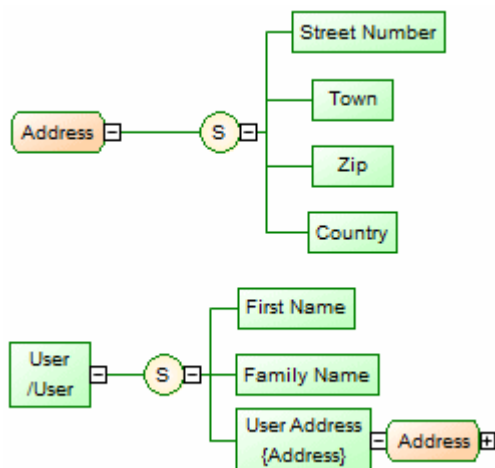 Street Number
Town
Address
S
Zip
Country
First Name
User
/User
S
Family Name
User Address
{Address}
Address